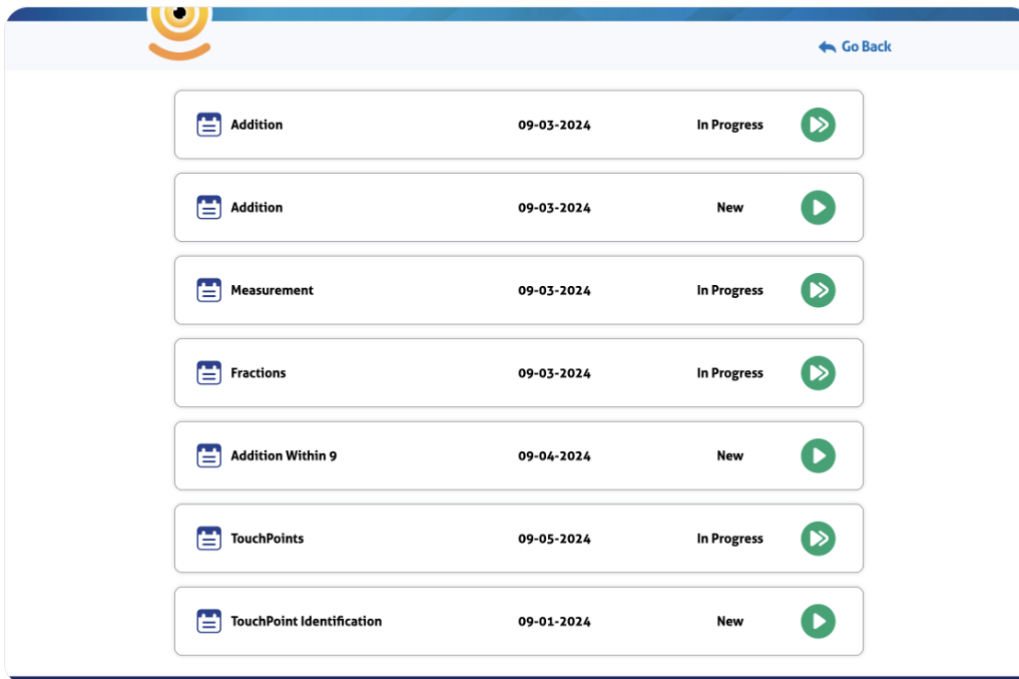 Go Back
Addition 09-03-2024 In Progress
Addition 09-03-2024 New
Measurement 09-03-2024 In Progress
Fractions 09-03-2024 In Progress
Addition Within 9 09-04-2024 New
TouchPoints 09-05-2024 In Progress
TouchPoint Identification 09-01-2024 New